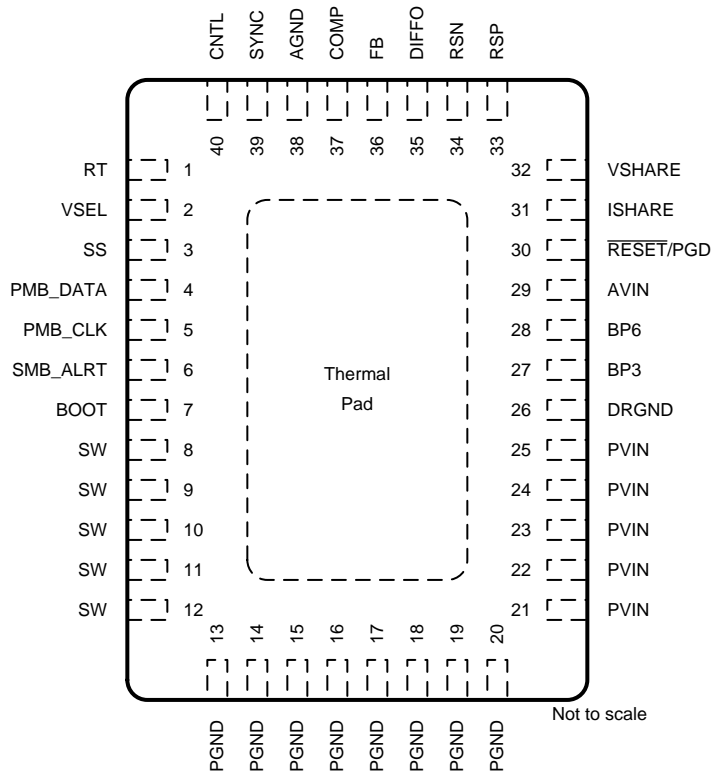 CNTL SYNC AGND COMP FB DIFFO RSN RSP
40 39 38 37 36 35 34 33
RT 1 32 VSHARE
VSEL 2 31 ISHARE
SS 3 30 RESET/PGD
PMB_DATA 4 29 AVIN
PMB_CLK 5 28 BP6
SMB_ALRT 6 27 BP3
BOOT 7 26 DRGND
SW 8 25 PVIN
SW 9 24 PVIN
SW 10 23 PVIN
SW 11 22 PVIN
SW 12 21 PVIN
Thermal
Pad
13 14 15 16 17 18 19 20
PGND PGND PGND PGND PGND PGND PGND PGND
Not to scale